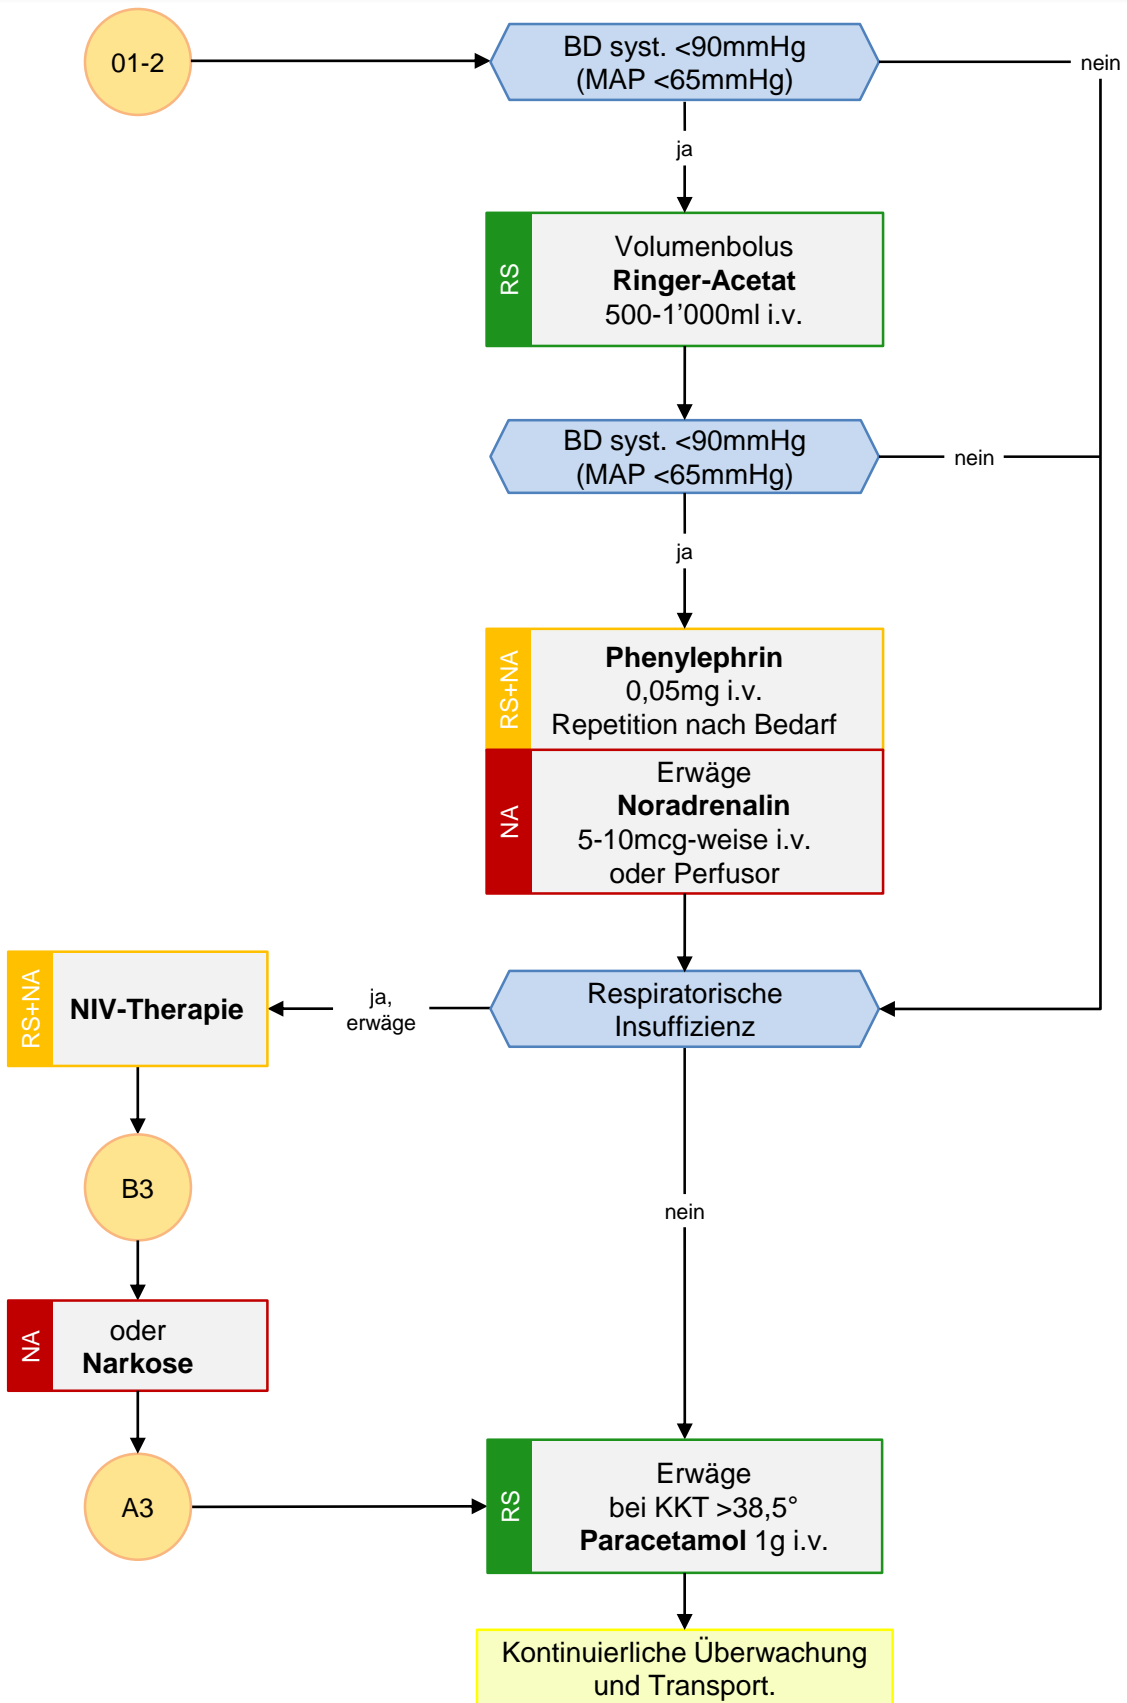 01-2
BD syst. <90mmHg
(MAP <65mmHg)
nein
ja
RS
Volumenbolus
Ringer-Acetat
500-1’000ml i.v.
BD syst. <90mmHg
(MAP <65mmHg)
nein
ja
RS+NA
Phenylephrin
0,05mg i.v.
Repetition nach Bedarf
NA
Erwäge
Noradrenalin
5-10mcg-weise i.v.
oder Perfusor
Respiratorische
Insuffizienz
ja,
erwäge
RS+NA
NIV-Therapie
B3
nein
NA
oder
Narkose
A3
RS
Erwäge
bei KKT >38,5°
Paracetamol 1g i.v.
Kontinuierliche Überwachung
und Transport.